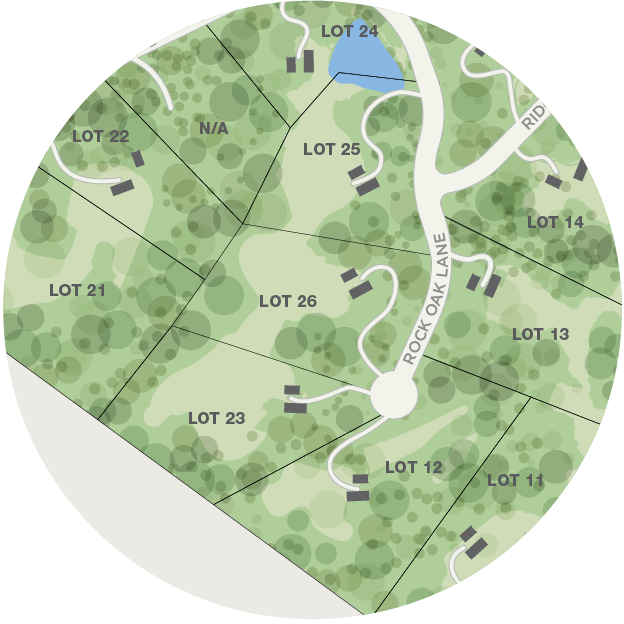 LOT 24
LOT 22
N/A
LOT 25
RID
LOT 14
LOT 21
LOT 26
ROCK OAK LANE
LOT 13
LOT 23
LOT 12
LOT 11